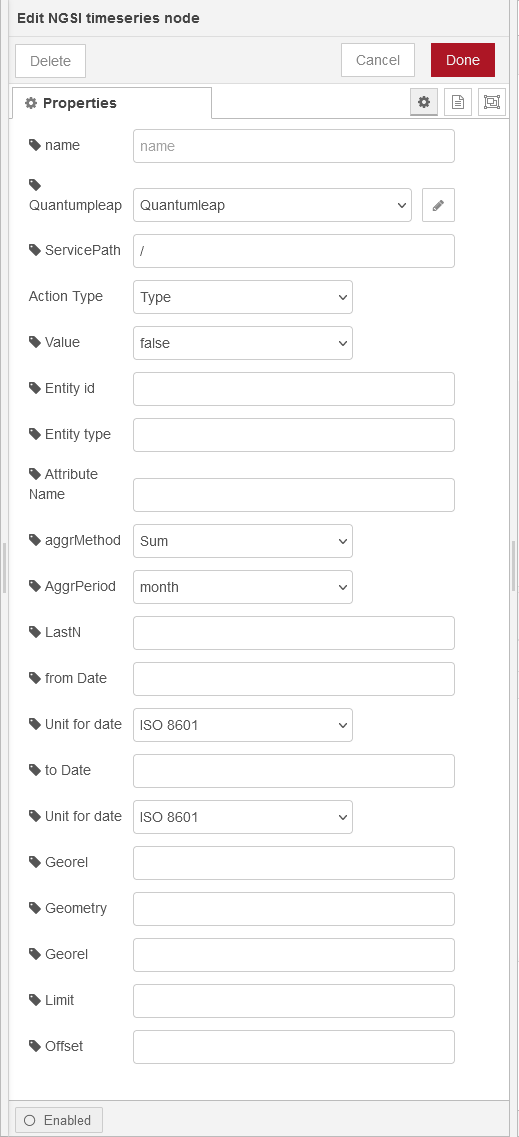 Edit NGSI timeseries node
Delete
Cancel
Done
Properties
name
name
Quantumpleap
Quantumleap
ServicePath
/
Action Type
Type
Value
false
Entity id
Entity type
Attribute
Name
aggrMethod
Sum
AggrPeriod
month
LastN
from Date
Unit for date
ISO 8601
to Date
Unit for date
ISO 8601
Georel
Geometry
Georel
Limit
Offset
Enabled